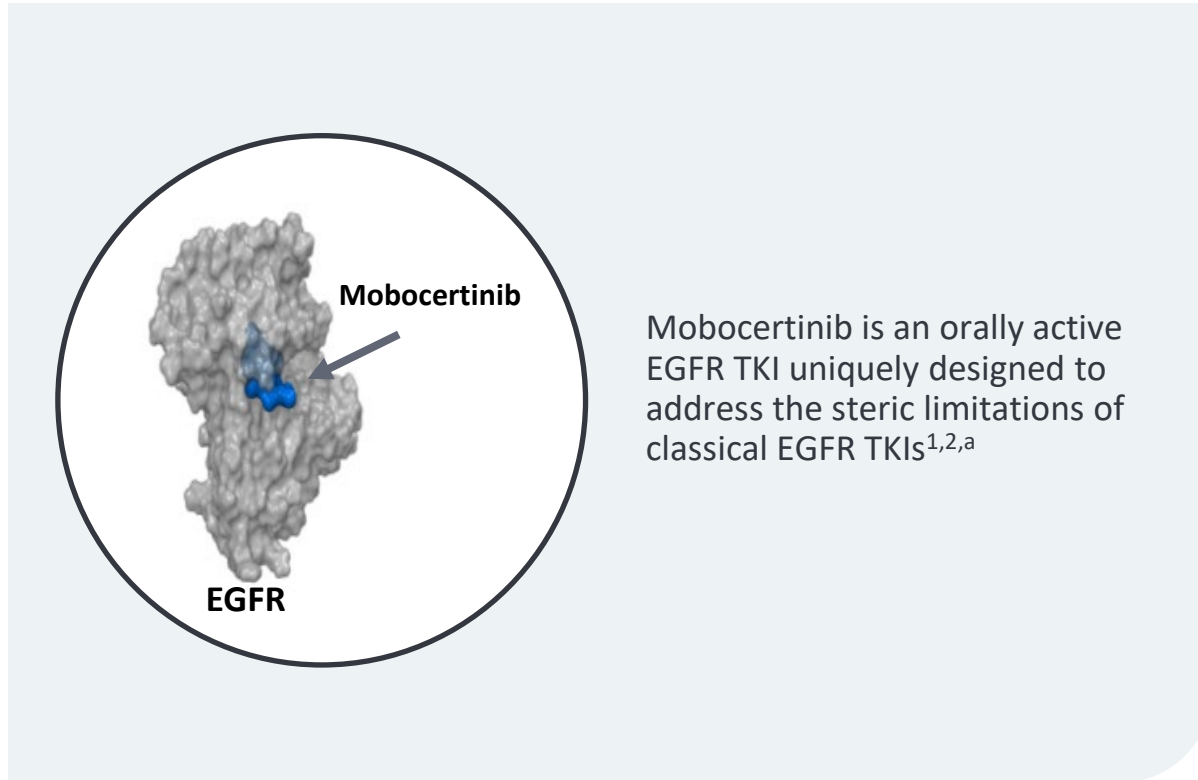 Mobocertinib
EGFR
Mobocertinib is an orally active
EGFR TKI uniquely designed to
address the steric limitations of
classical EGFR TKIs1,2,a